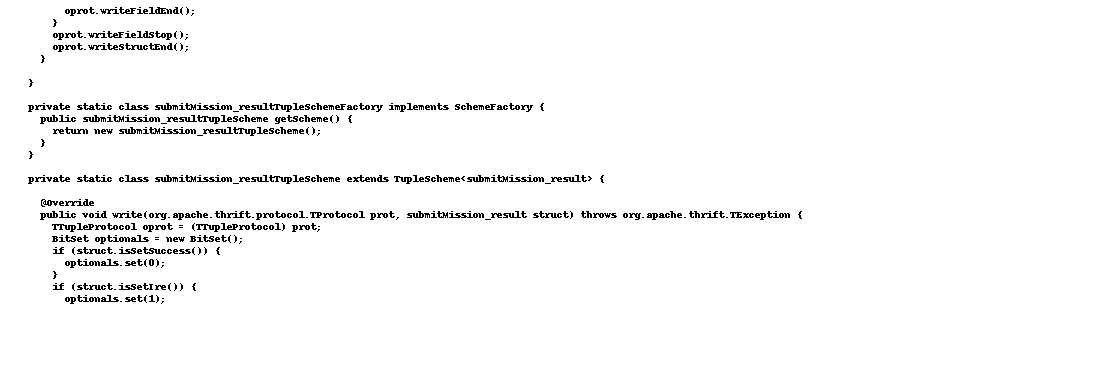 oprot.writeFieldEnd();
}
oprot.writeFieldStop();
oprot.writeStructEnd();
}
}
private static class submitMission_resultTupleSchemeFactory implements SchemeFactory {
public submitMission_resultTupleScheme getScheme() {
return new submitMission_resultTupleScheme();
}
}
private static class submitMission_resultTupleScheme extends TupleScheme<submitMission_result> {
@Override
public void write(org.apache.thrift.protocol.TProtocol prot, submitMission_result struct) throws org.apache.thrift.TException {
TTupleProtocol oprot = (TTupleProtocol) prot;
BitSet optionals = new BitSet();
if (struct.isSetSuccess()) {
optionals.set(0);
}
if (struct.isSetIre()) {
optionals.set(1);